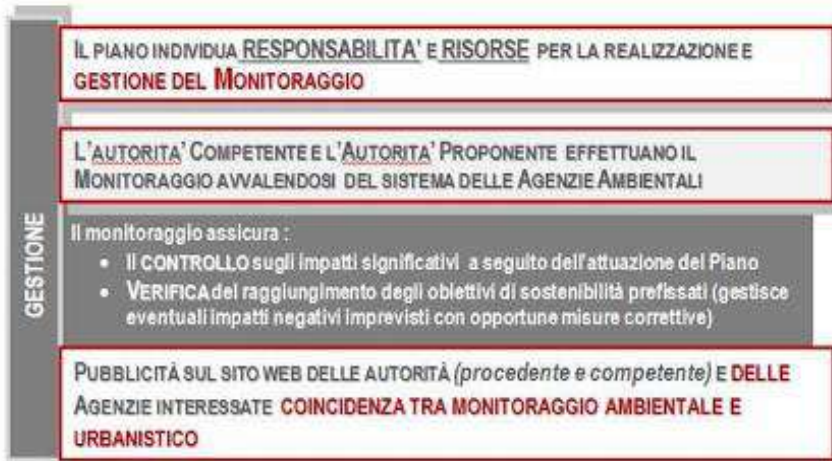 GESTIONE
IL PIANO INDIVIDUA RESPONSABILITA' E RISORSE PER LA REALIZZAZIONE E
GESTIONE DEL MONITORAGGIO
L'AUTORITA' COMPETENTE E L'AUTORITA' PROPONENTE EFFETTUANO IL
MONITORAGGIO AVVALENDOSI DEL SISTEMA DELLE AGENZIE AMBIENTALI
Il monitoraggio assicura :
• Il CONTROLLO sugli impatti significativi a seguito dell'attuazione del Piano
• VERIFICA del raggiungimento degli obiettivi di sostenibilità prefissati (gestisce
eventuali impatti negativi imprevisti con opportune misure correttive)
PUBBLICITÀ SUL SITO WEB DELLE AUTORITÀ (procedente e competente) E DELLE
AGENZIE INTERESSATE COINCIDENZA TRA MONITORAGGIO AMBIENTALE E
URBANISTICO